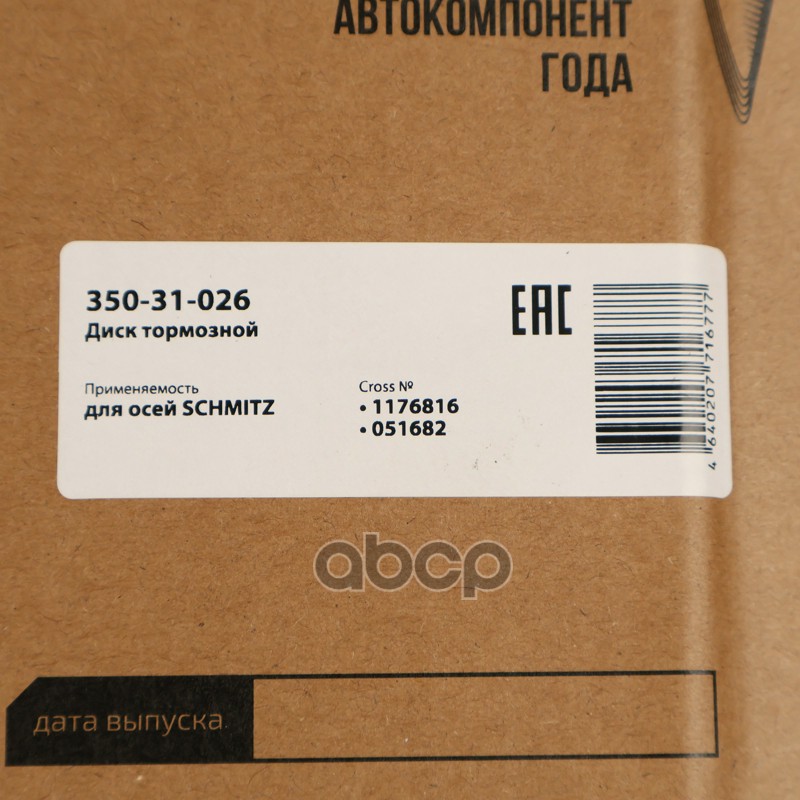 АВТОКОМПОНЕНТ
ГОДА
350-31-026
Диск тормозной
EAC
Применяемость
для осей SCHMITZ
Cross №
• 1176816
• 051682
4 640207 716777
abcp
дата выпуска